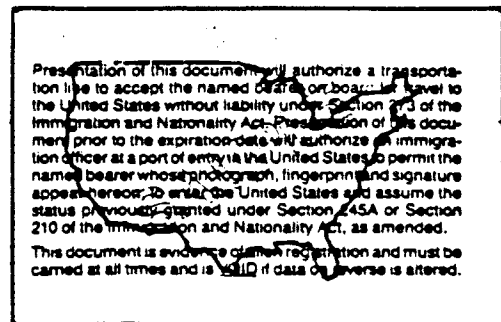 Presentation of this document will authorize a transporta-
tion line to accept the named bearer on board for travel to
the United States without liability under Section 273 of the
Immigration and Nationality Act. Presentation of this docu-
ment prior to the expiration date will authorize an immigra-
tion officer at a port of entry in the United States to permit the
named bearer whose photograph, fingerprint and signature
appear hereon, to enter the United States and assume the
status previously granted under Section 245A or Section
210 of the Immigration and Nationality Act, as amended.
This document is evidence of alien registration and must be
carried at all times and is VOID if data on reverse is altered.